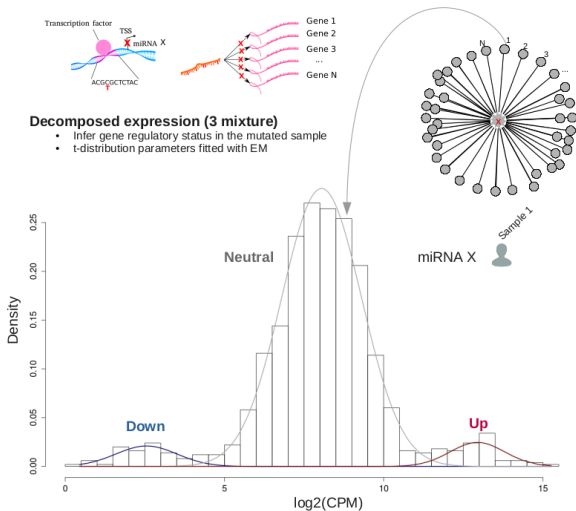 Transcription factor
TSS
miRNA X
X
ACGCGCTCTAC
T
X
X
X
X
X
Gene 1
Gene 2
Gene 3
...
Gene N
N
1
2
3
...
X
Decomposed expression (3 mixture)
• Infer gene regulatory status in the mutated sample
• t-distribution parameters fitted with EM
Sample 1
miRNA X
Neutral
Down
Up
Density
0.25
0.20
0.15
0.10
0.05
0.00
0
5
10
15
log2(CPM)